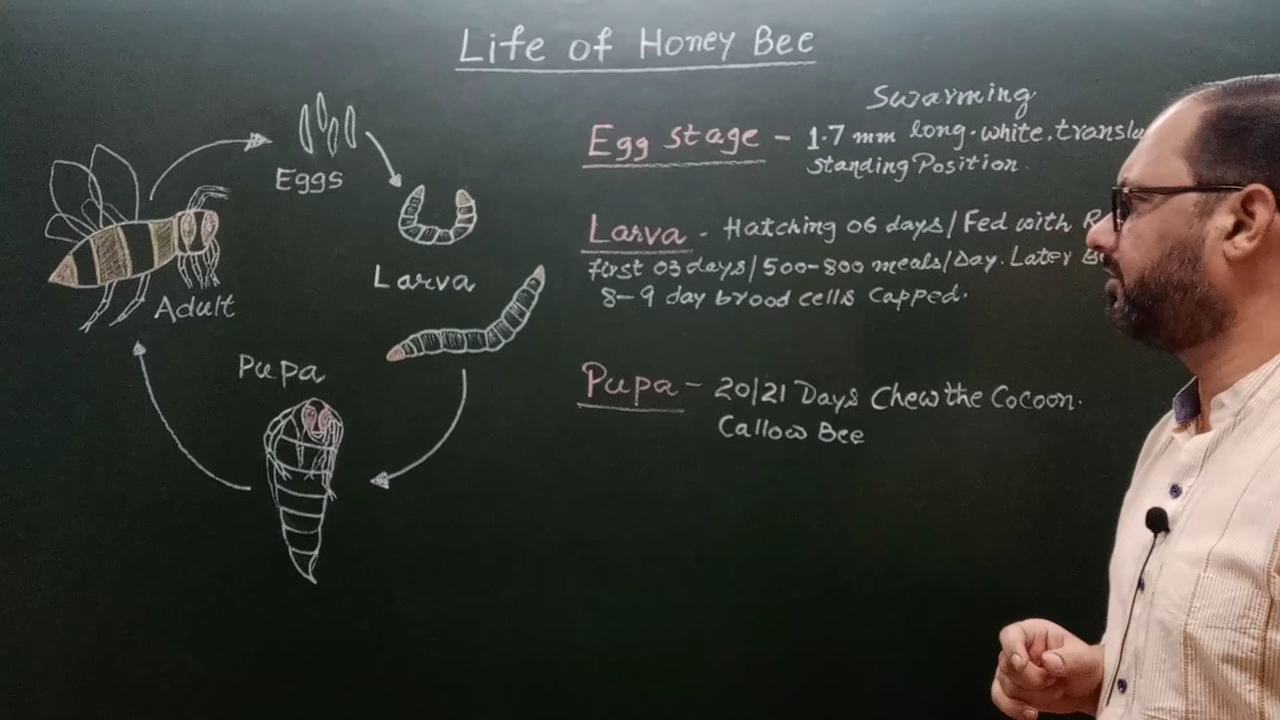 Life of Honey Bee
Swarming
Egg stage - 1.7 mm long. white. translu
Standing Position.
Larva - Hatching 06 days/Fed with R
first 03 days/500-800 meals/Day. Later
8-9 day brood cells Capped.
Pupa - 20/21 Days Chew the Cocoon.
Callow Bee
Eggs
Larva
Adult
Pupa